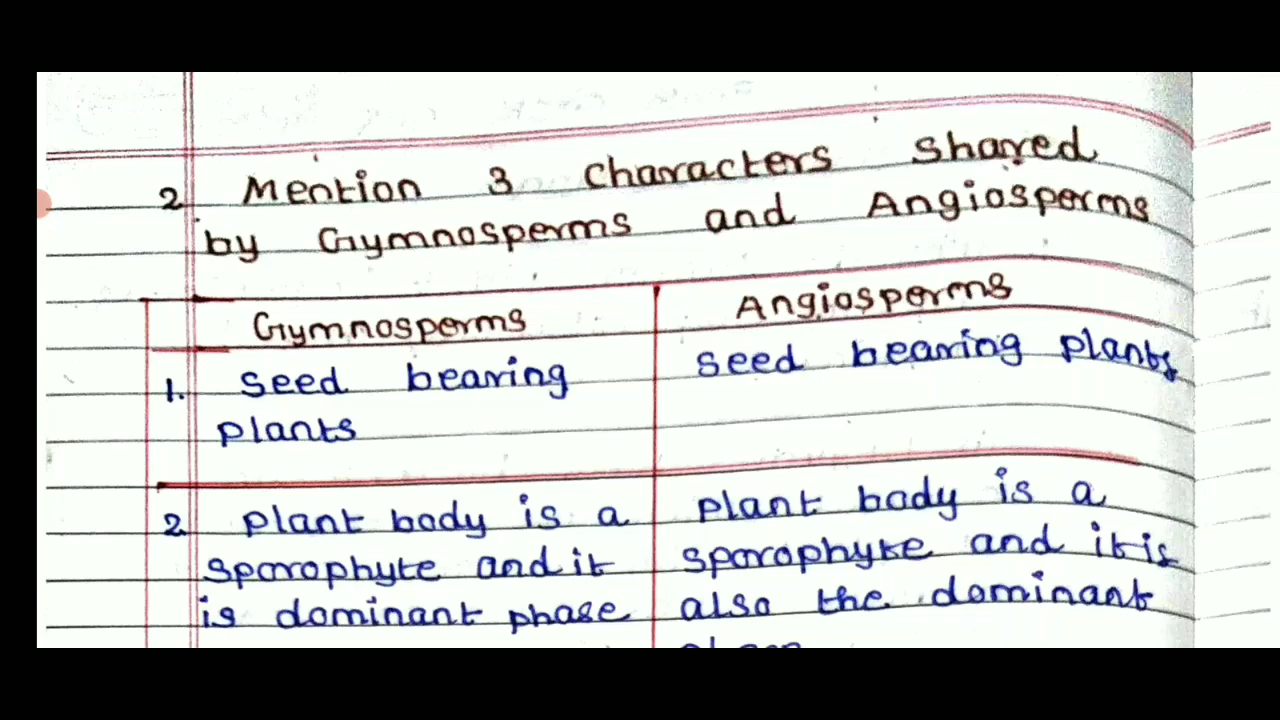 2 Mention 3 characters shared
by Gymnosperms and Angiosperms
Gymnosperms
Angiosperms
1. seed bearing
plants
seed bearing plants
2. plant body is a
sporophyte and it
is dominant phase
plant body is a
sporophyte and it is
also the dominant